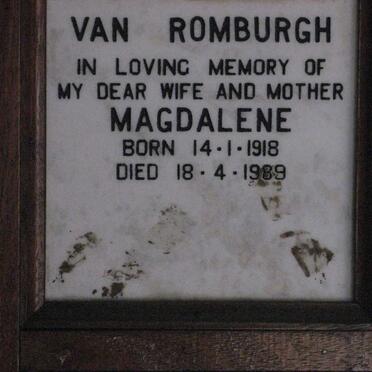 VAN ROMBURGH
IN LOVING MEMORY OF
MY DEAR WIFE AND MOTHER
MAGDALENE
BORN 14·1·1918
DIED 18·4·1989